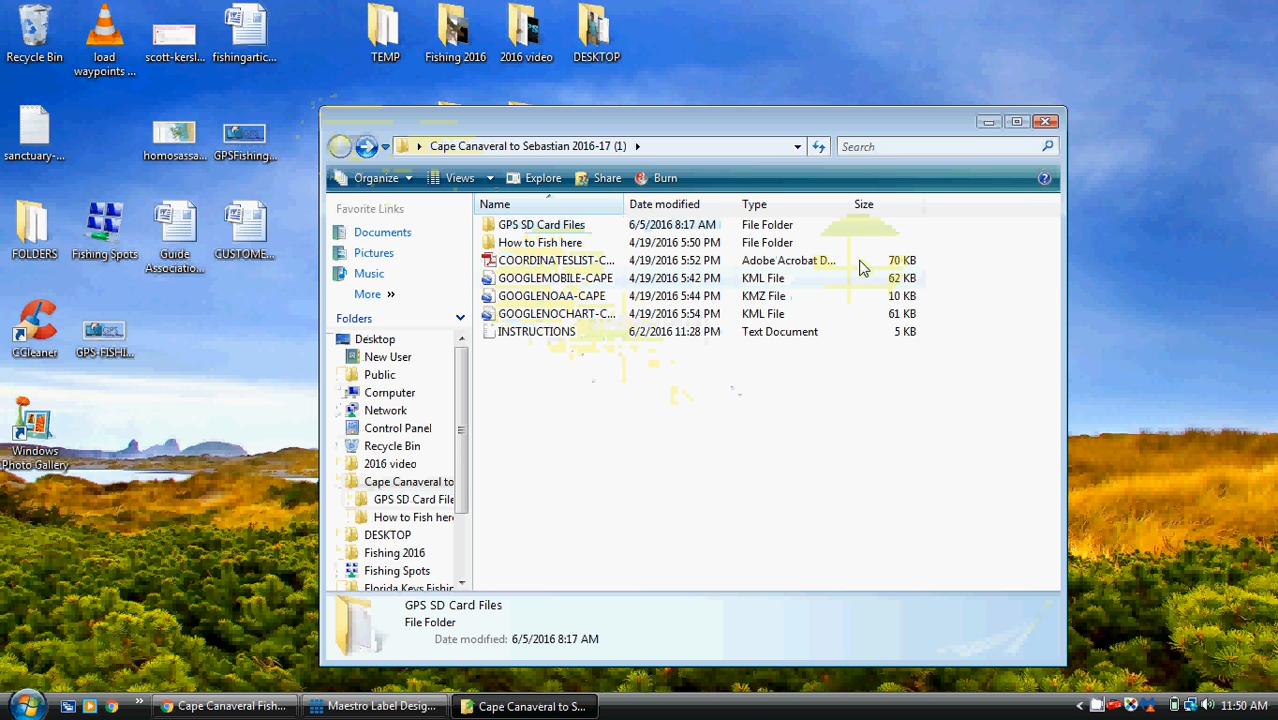 Recycle Bin
load
waypoints ...
scott-kersl...
fishingartic...
TEMP
Fishing 2016
2016 video
DESKTOP
sanctuary-...
homosassa...
GPSFishing...
FOLDERS
Fishing Spots
Guide
Associatio...
CUSTOME...
CCleaner
GPS-FISHI...
Windows
Photo Gallery
Cape Canaveral to Sebastian 2016-17 (1)
Search
Organize
Views
Explore
Share
Burn
Favorite Links
Documents
Pictures
Music
More »
Folders
Desktop
New User
Public
Computer
Network
Control Panel
Recycle Bin
2016 video
Cape Canaveral to
GPS SD Card File
How to Fish here
DESKTOP
Fishing 2016
Fishing Spots
Florida Keys Fishin
Name Date modified Type Size
GPS SD Card Files 6/5/2016 8:17 AM File Folder
How to Fish here 4/19/2016 5:50 PM File Folder
COORDINATESLIST-C... 4/19/2016 5:52 PM Adobe Acrobat D... 70 KB
GOOGLEMOBILE-CAPE 4/19/2016 5:42 PM KML File 62 KB
GOOGLENOAA-CAPE 4/19/2016 5:44 PM KMZ File 10 KB
GOOGLENOCHART-C... 4/19/2016 5:54 PM KML File 61 KB
INSTRUCTIONS 6/2/2016 11:28 PM Text Document 5 KB
GPS SD Card Files
File Folder
Date modified: 6/5/2016 8:17 AM
» Cape Canaveral Fish... Maestro Label Desig... Cape Canaveral to S... 11:50 AM